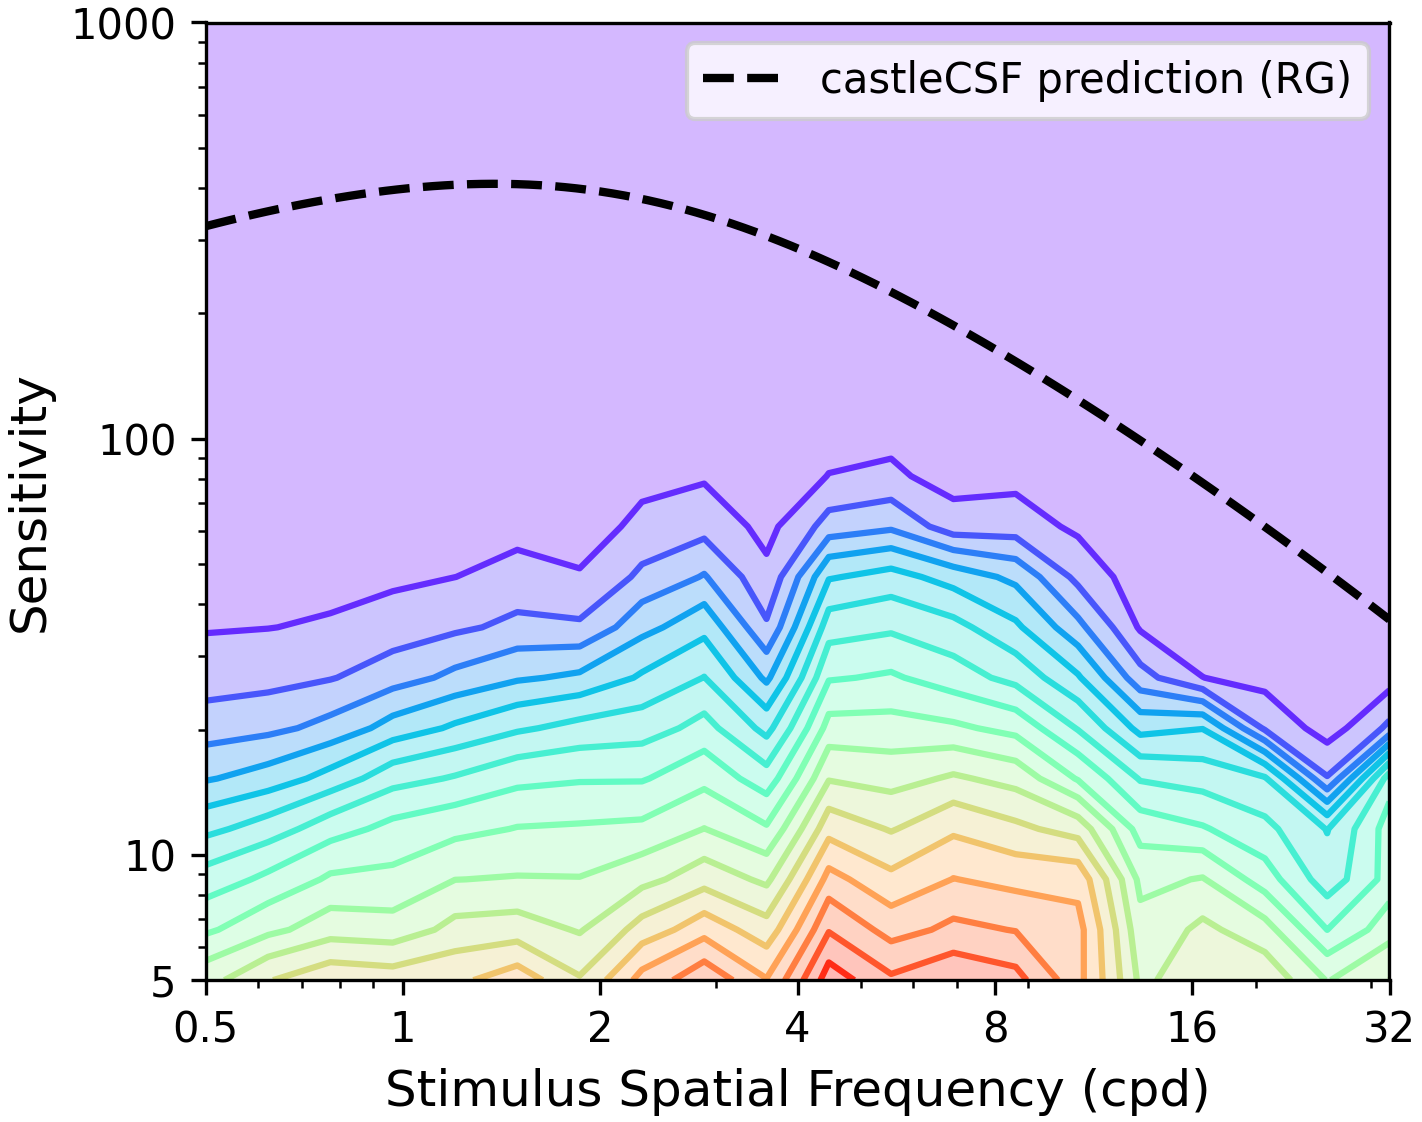 1000
castleCSF prediction (RG)
Sensitivity
100
10
5
0.5 1 2 4 8 16 32
Stimulus Spatial Frequency (cpd)